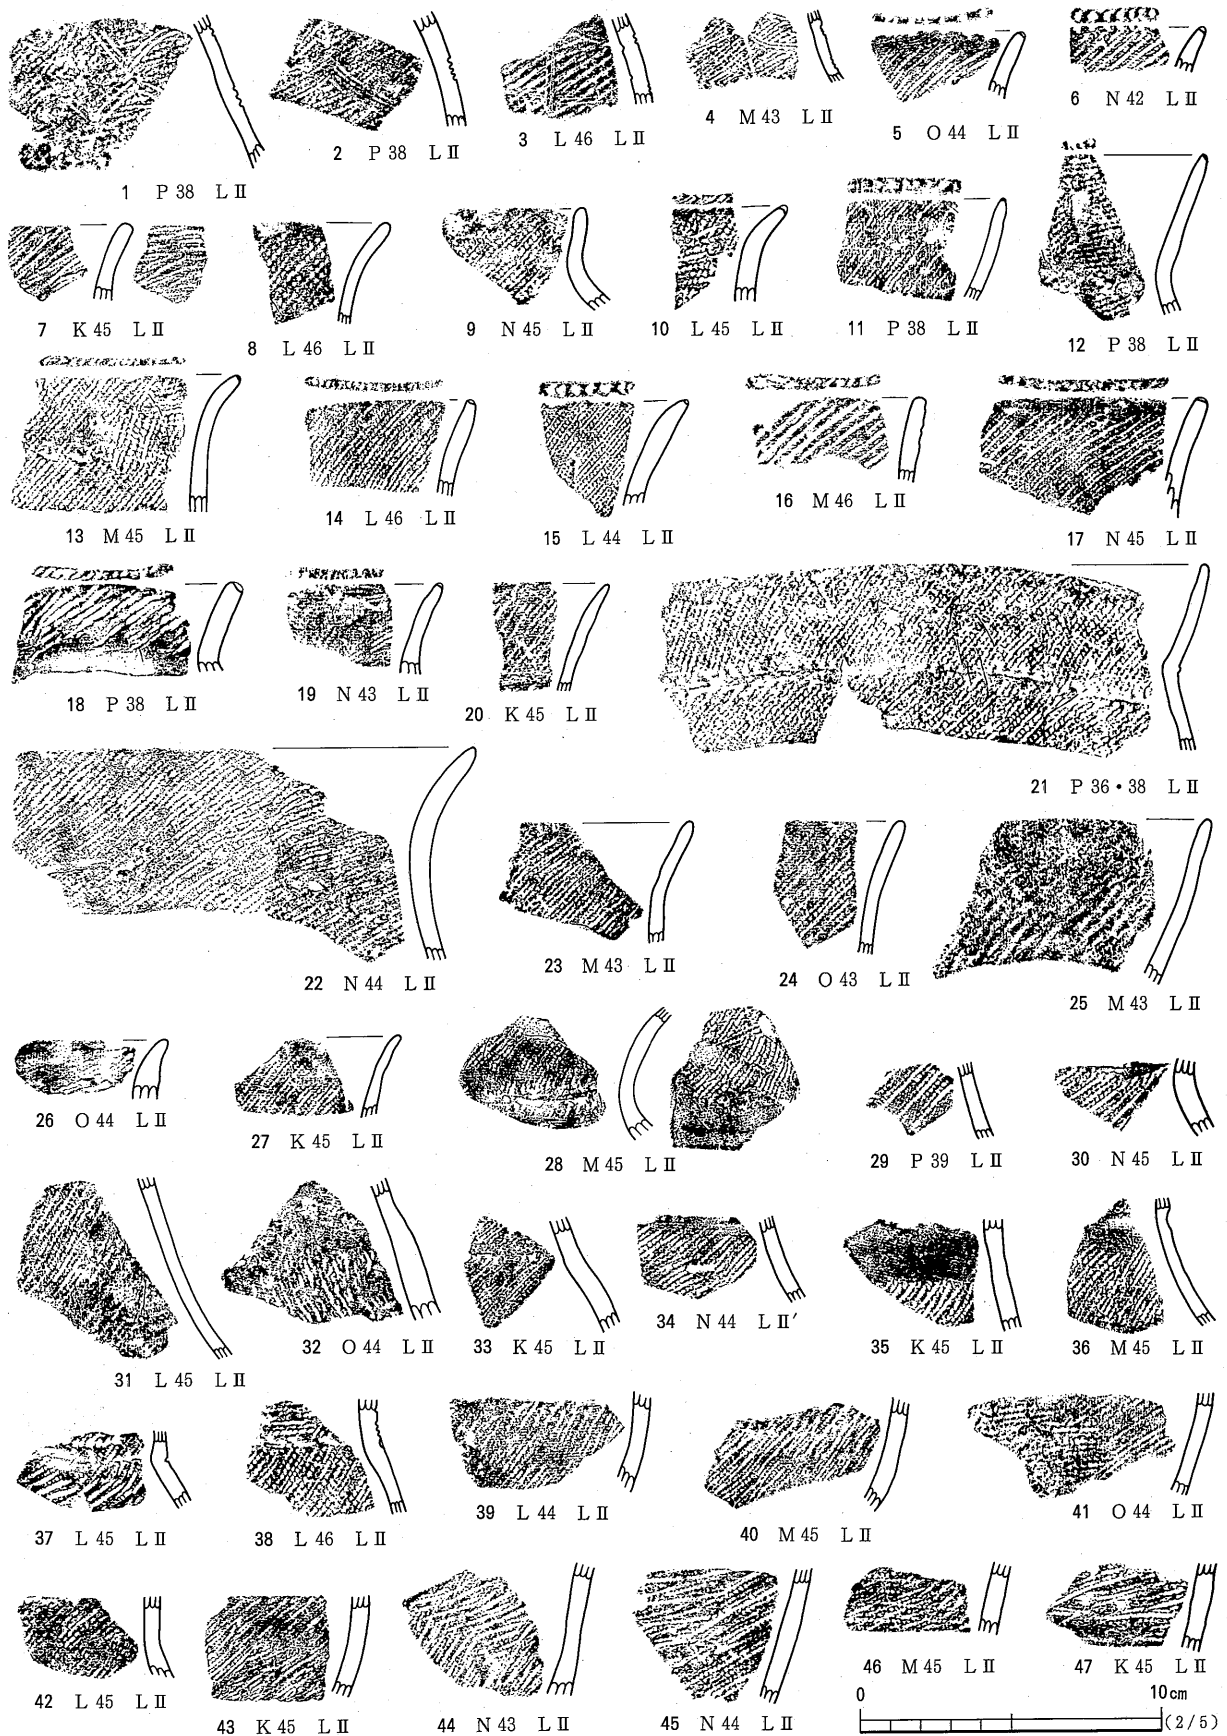 1 P 38 L II
2 P 38 L II
3 L 46 L II
4 M 43 L II
5 O 44 L II
6 N 42 L II
7 K 45 L II
8 L 46 L II
9 N 45 L II
10 L 45 L II
11 P 38 L II
12 P 38 L II
13 M 45 L II
14 L 46 L II
15 L 44 L II
16 M 46 L II
17 N 45 L II
18 P 38 L II
19 N 43 L II
20 K 45 L II
21 P 36・38 L II
22 N 44 L II
23 M 43 L II
24 O 43 L II
25 M 43 L II
26 O 44 L II
27 K 45 L II
28 M 45 L II
29 P 39 L II
30 N 45 L II
31 L 45 L II
32 O 44 L II
33 K 45 L II
34 N 44 L II′
35 K 45 L II
36 M 45 L II
37 L 45 L II
38 L 46 L II
39 L 44 L II
40 M 45 L II
41 O 44 L II
42 L 45 L II
43 K 45 L II
44 N 43 L II
45 N 44 L II
46 M 45 L II
47 K 45 L II
0 10cm
(2/5)